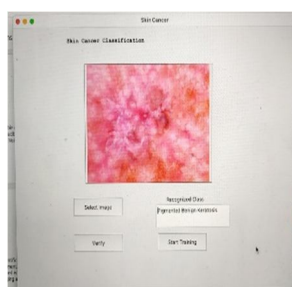 Skin Cancer
Skin Cancer Classification
Recognized Class
Select Image
Pigmented Benign Keratosis
Verify
Start Training